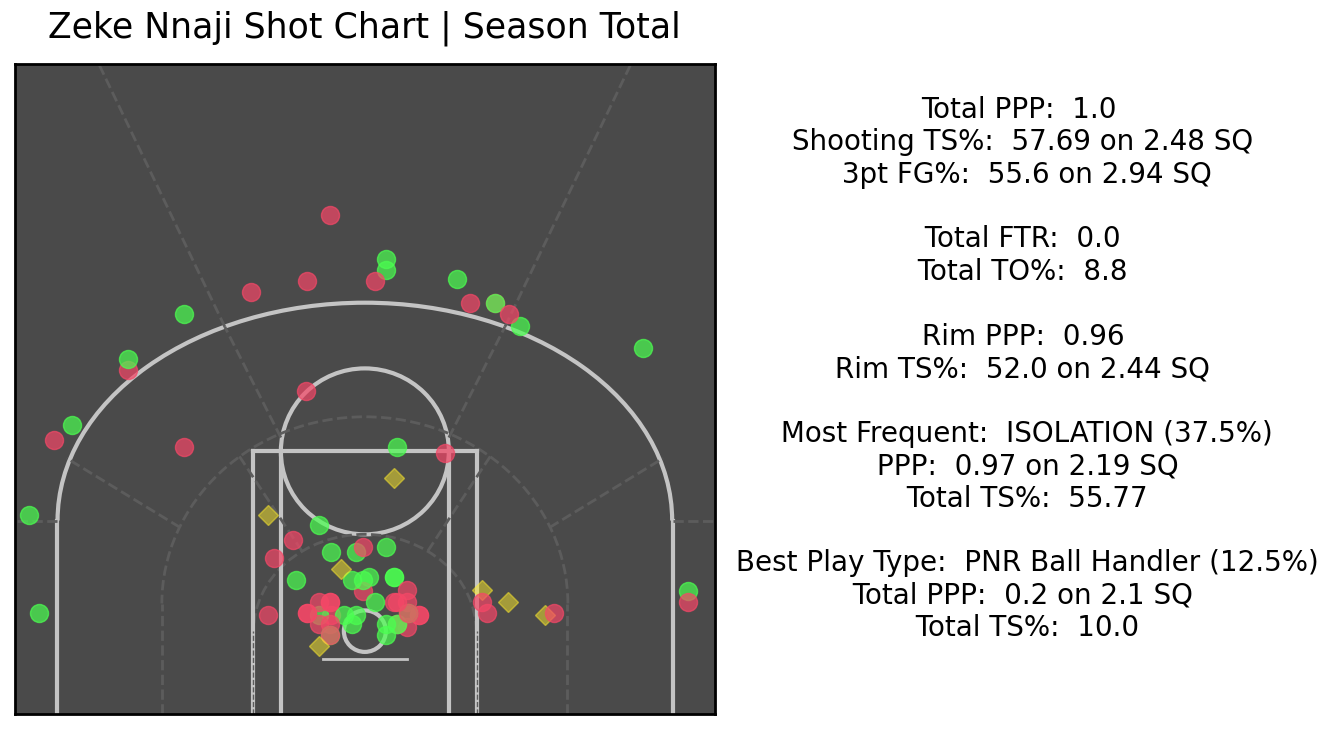 Zeke Nnaji Shot Chart | Season Total
Total PPP:  1.0
Shooting TS%:  57.69 on 2.48 SQ
3pt FG%:  55.6 on 2.94 SQ
Total FTR:  0.0
Total TO%:  8.8
Rim PPP:  0.96
Rim TS%:  52.0 on 2.44 SQ
Most Frequent:  ISOLATION (37.5%)
PPP:  0.97 on 2.19 SQ
Total TS%:  55.77
Best Play Type:  PNR Ball Handler (12.5%)
Total PPP:  0.2 on 2.1 SQ
Total TS%:  10.0